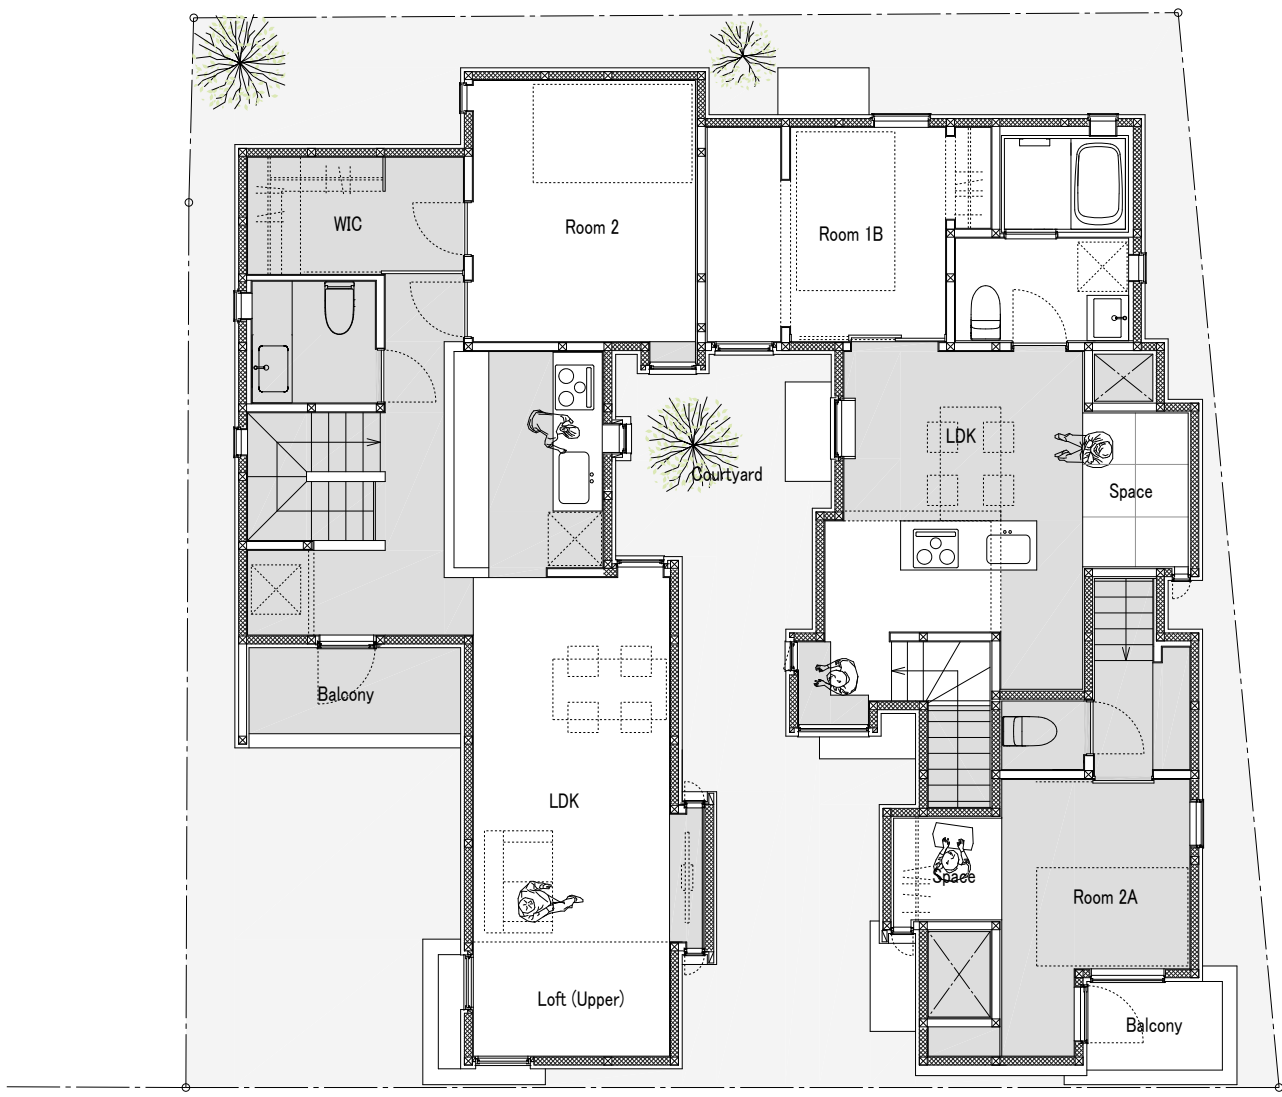 WIC
Room 2
Room 1B
LDK
Courtyard
Space
Balcony
LDK
Space
Room 2A
Loft (Upper)
Balcony